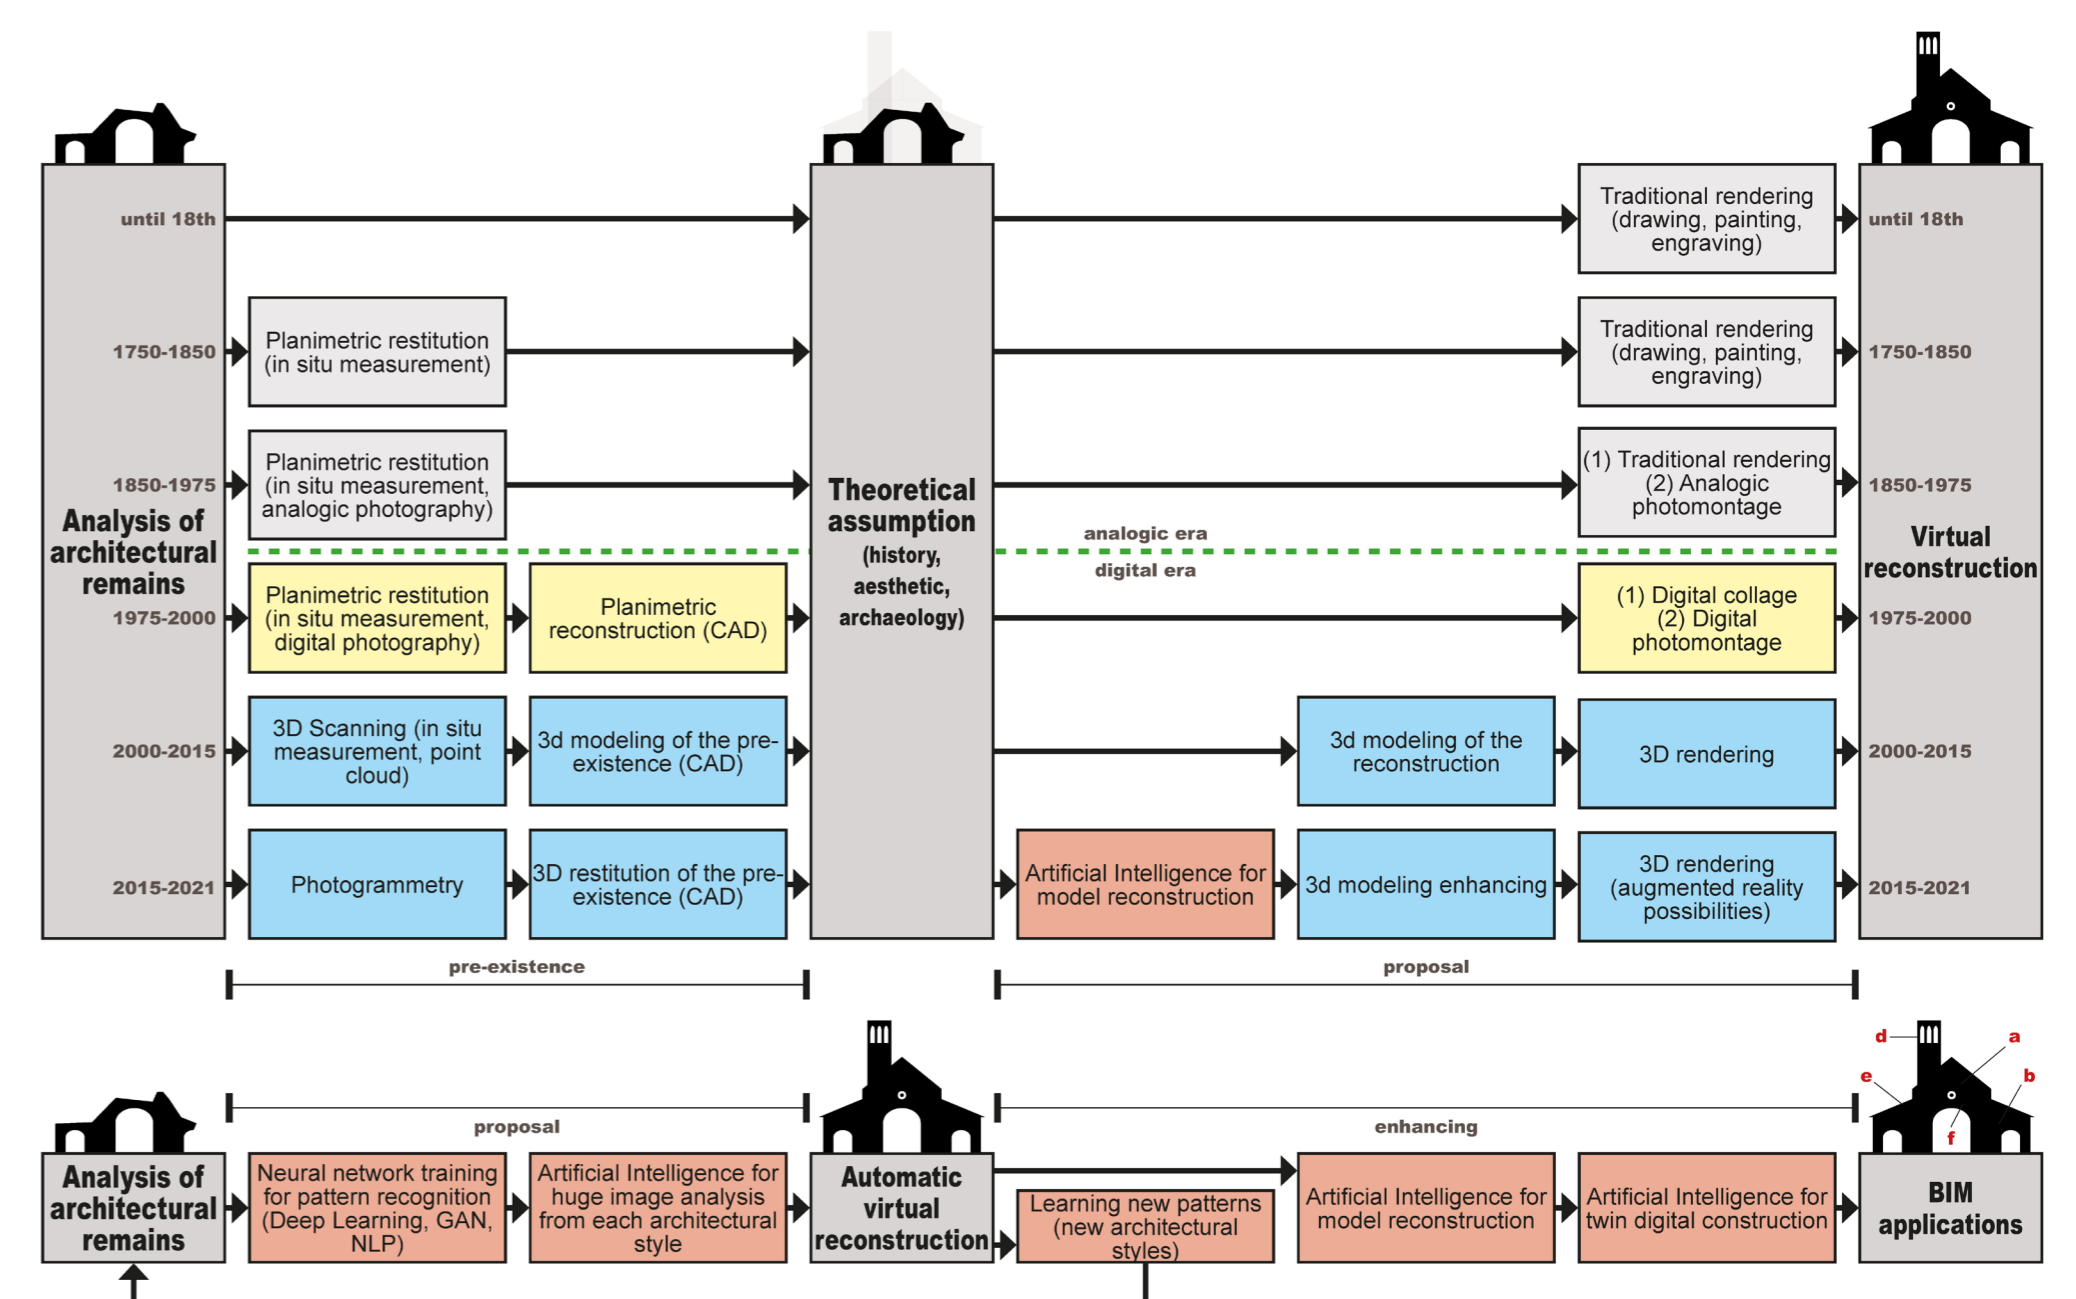 until 18th
Traditional rendering
(drawing, painting,
engraving)
until 18th
1750-1850
Planimetric restitution
(in situ measurement)
Traditional rendering
(drawing, painting,
engraving)
1750-1850
1850-1975
Planimetric restitution
(in situ measurement,
analogic photography)
(1) Traditional rendering
(2) Analogic
photomontage
1850-1975
Analysis of
architectural
remains
Theoretical
assumption
(history,
aesthetic,
archaeology)
analogic era
digital era
Virtual
reconstruction
1975-2000
Planimetric restitution
(in situ measurement,
digital photography)
Planimetric
reconstruction (CAD)
(1) Digital collage
(2) Digital
photomontage
1975-2000
2000-2015
3D Scanning (in situ
measurement, point
cloud)
3d modeling of the pre-
existence (CAD)
3d modeling of the
reconstruction
3D rendering
2000-2015
2015-2021
Photogrammetry
3D restitution of the pre-
existence (CAD)
Artificial Intelligence for
model reconstruction
3d modeling enhancing
3D rendering
(augmented reality
possibilities)
2015-2021
pre-existence
proposal
d
a
e
b
f
proposal
enhancing
Analysis of
architectural
remains
Neural network training
for pattern recognition
(Deep Learning, GAN,
NLP)
Artificial Intelligence for
huge image analysis
from each architectural
style
Automatic
virtual
reconstruction
Learning new patterns
(new architectural
styles)
Artificial Intelligence for
model reconstruction
Artificial Intelligence for
twin digital construction
BIM
applications